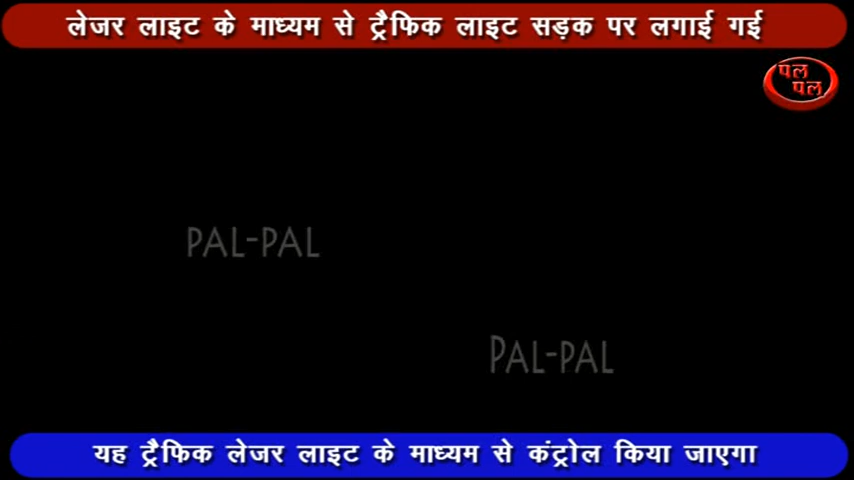 लेजर लाइट के माध्यम से ट्रैफिक लाइट सड़क पर लगाई गई
पल
पल
PAL-PAL
PAL-PAL
यह ट्रैफिक लेजर लाइट के माध्यम से कंट्रोल किया जाएगा